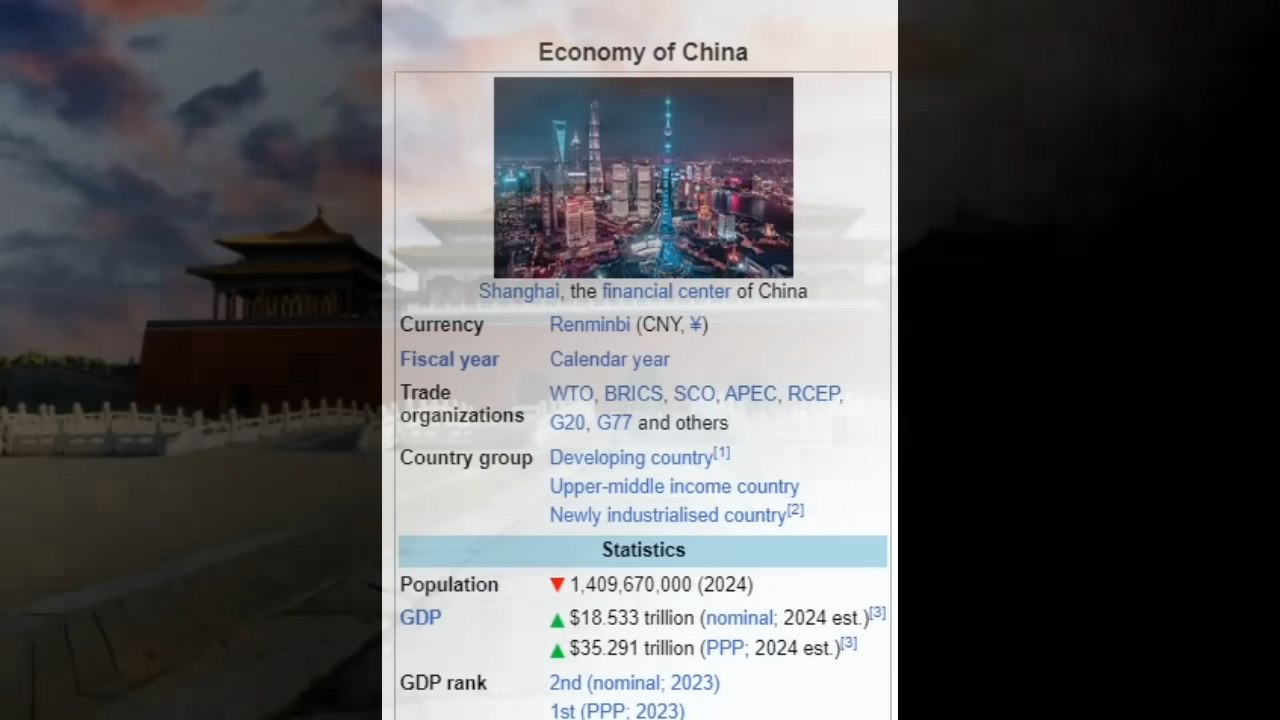 Economy of China
Shanghai, the financial center of China
Currency Renminbi (CNY, ¥)
Fiscal year Calendar year
Trade organizations WTO, BRICS, SCO, APEC, RCEP,
G20, G77 and others
Country group Developing country[1]
Upper-middle income country
Newly industrialised country[2]
Statistics
Population ▼ 1,409,670,000 (2024)
GDP ▲ $18.533 trillion (nominal; 2024 est.)[3]
▲ $35.291 trillion (PPP; 2024 est.)[3]
GDP rank 2nd (nominal; 2023)
1st (PPP; 2023)